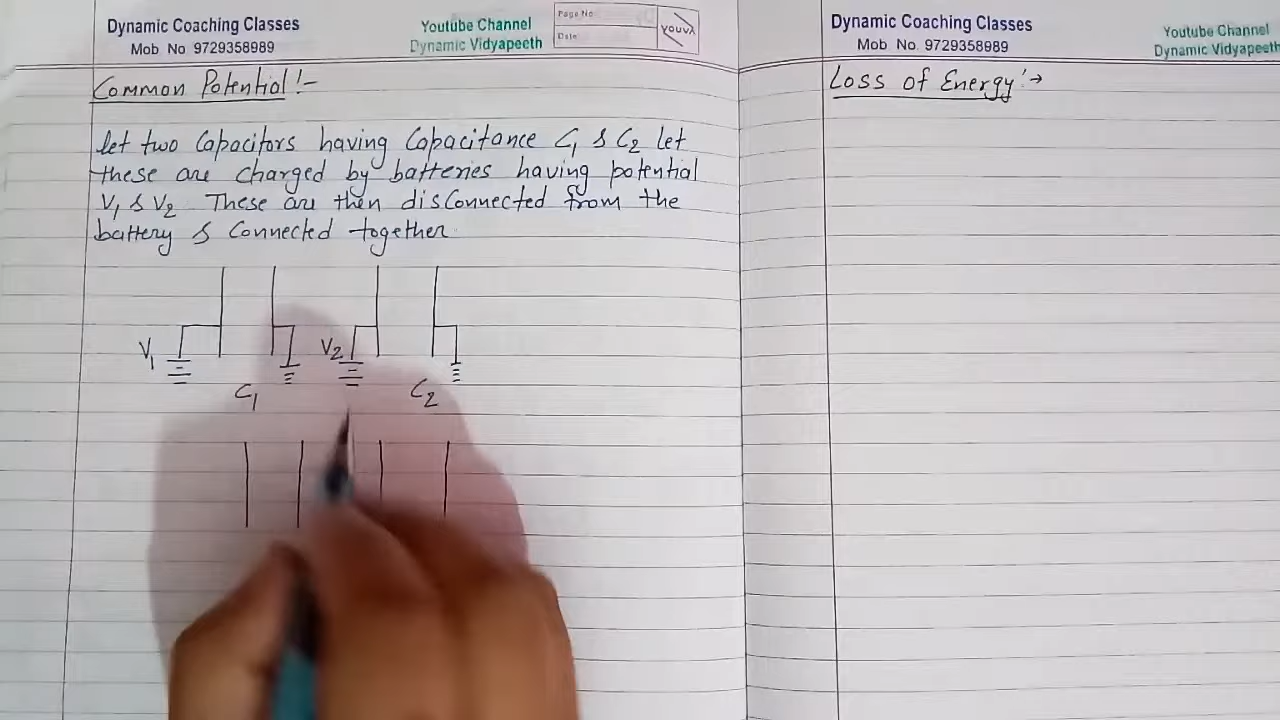 Dynamic Coaching Classes
Mob No 9729358989
Youtube Channel
Dynamic Vidyapeeth
Page No
Date
YOUVA
Common Potential :-
let two Capacitors having Capacitance C1 & C2 let
these are charged by batteries having potential
V1 & V2 These are then disconnected from the
battery & Connected together
V1
V2
C1
C2
Dynamic Coaching Classes
Mob No 9729358989
Youtube Channel
Dynamic Vidyapeeth
Loss of Energy :→